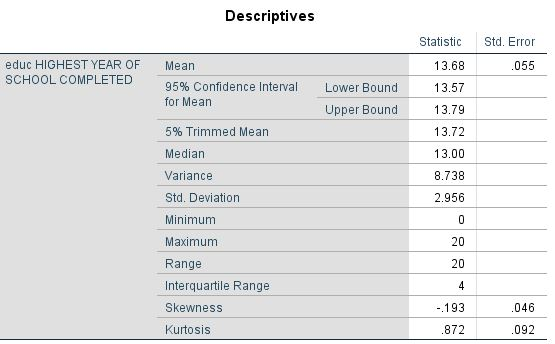 Descriptives
Statistic Std. Error
educ HIGHEST YEAR OF SCHOOL COMPLETED Mean 13.68 .055
95% Confidence Interval for Mean Lower Bound 13.57
Upper Bound 13.79
5% Trimmed Mean 13.72
Median 13.00
Variance 8.738
Std. Deviation 2.956
Minimum 0
Maximum 20
Range 20
Interquartile Range 4
Skewness -.193 .046
Kurtosis .872 .092